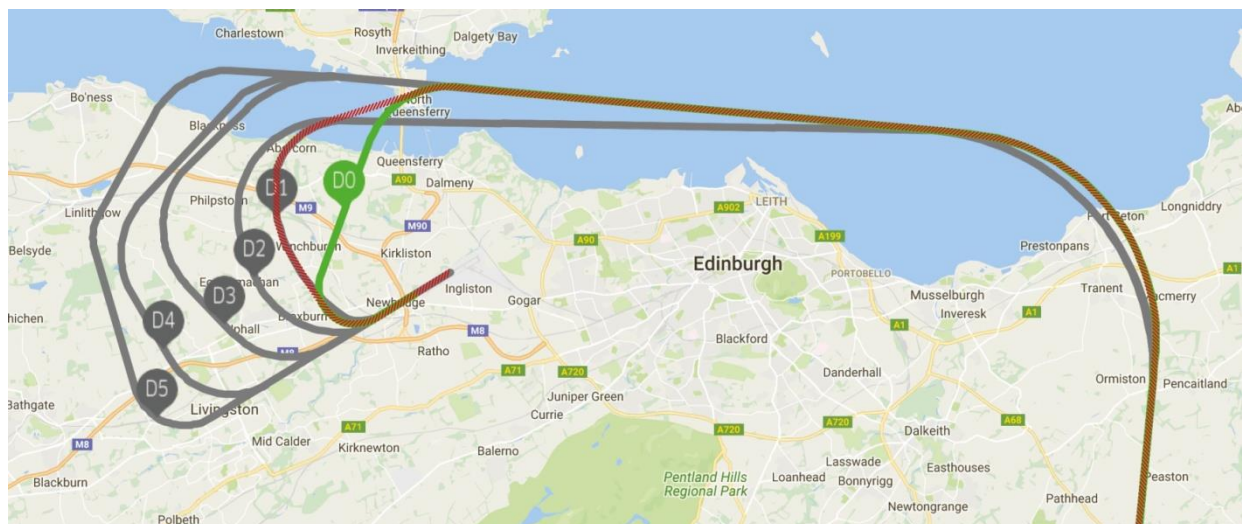 Charlestown
Rosyth
Dalgety Bay
Inverkeithing
Bo'ness
North
Queensferry
Abercorn
Queensferry
D0
A90
Dalmeny
D1
Philpstoun
M9
LEITH
A902
Longniddry
Linlithgow
M90
A90
A199
Port Seton
Belsyde
D2
Winchburgh
Kirkliston
Edinburgh
Prestonpans
PORTOBELLO
A1
Ingliston
Tranent
Macmerry
D3
Newbridge
Gogar
Musselburgh
Inveresk
Broxburn
A1
D4
Uphall
M8
Ratho
Blackford
M8
A71
A720
Danderhall
Ormiston
Pencaitland
D5
Bathgate
Livingston
Juniper Green
Currie
A68
M8
A71
A720
A720
Dalkeith
Mid Calder
Kirknewton
Balerno
Pentland Hills
Regional Park
Lasswade
Easthouses
Loanhead
Bonnyrigg
Peaston
Blackburn
Newtongrange
Pathhead
Polbeth